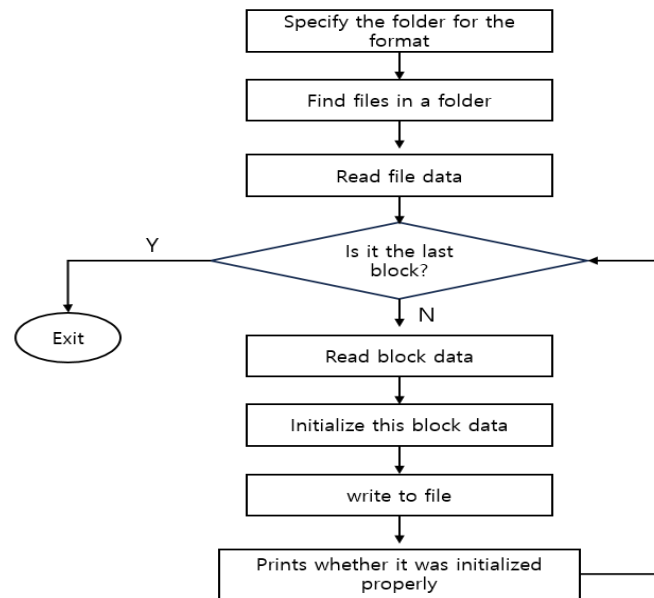 Specify the folder for the
format
Find files in a folder
Read file data
Y
Is it the last
block?
N
Exit
Read block data
Initialize this block data
write to file
Prints whether it was initialized
properly